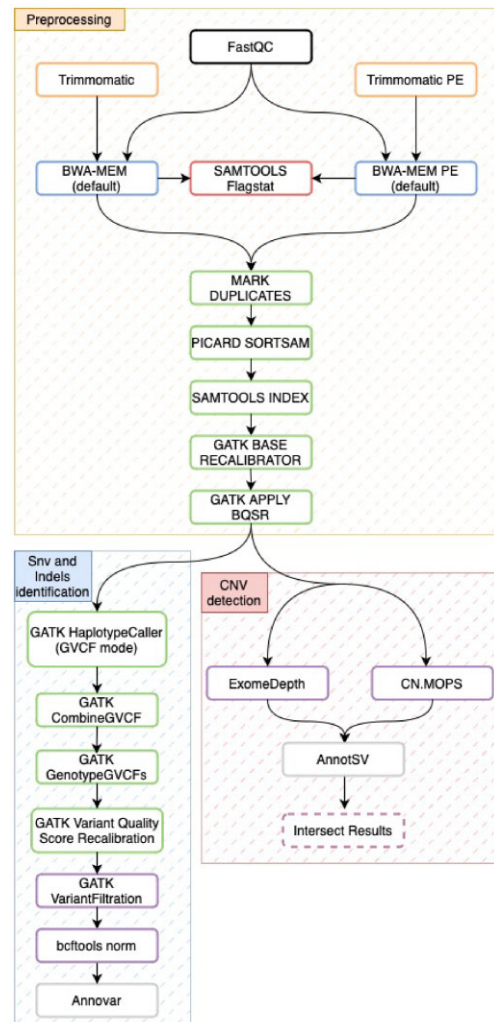 Preprocessing
FastQC
Trimmomatic
Trimmomatic PE
BWA-MEM
(default)
SAMTOOLS
Flagstat
BWA-MEM PE
(default)
MARK
DUPLICATES
PICARD SORTSAM
SAMTOOLS INDEX
GATK BASE
RECALIBRATOR
GATK APPLY
BQSR
Snv and
Indels
identification
GATK HaplotypeCaller
(GVCF mode)
GATK
CombineGVCF
GATK
GenotypeGVCFs
GATK Variant Quality
Score Recalibration
GATK
VariantFiltration
bcftools norm
Annovar
CNV
detection
ExomeDepth
CN.MOPS
AnnotSV
Intersect Results